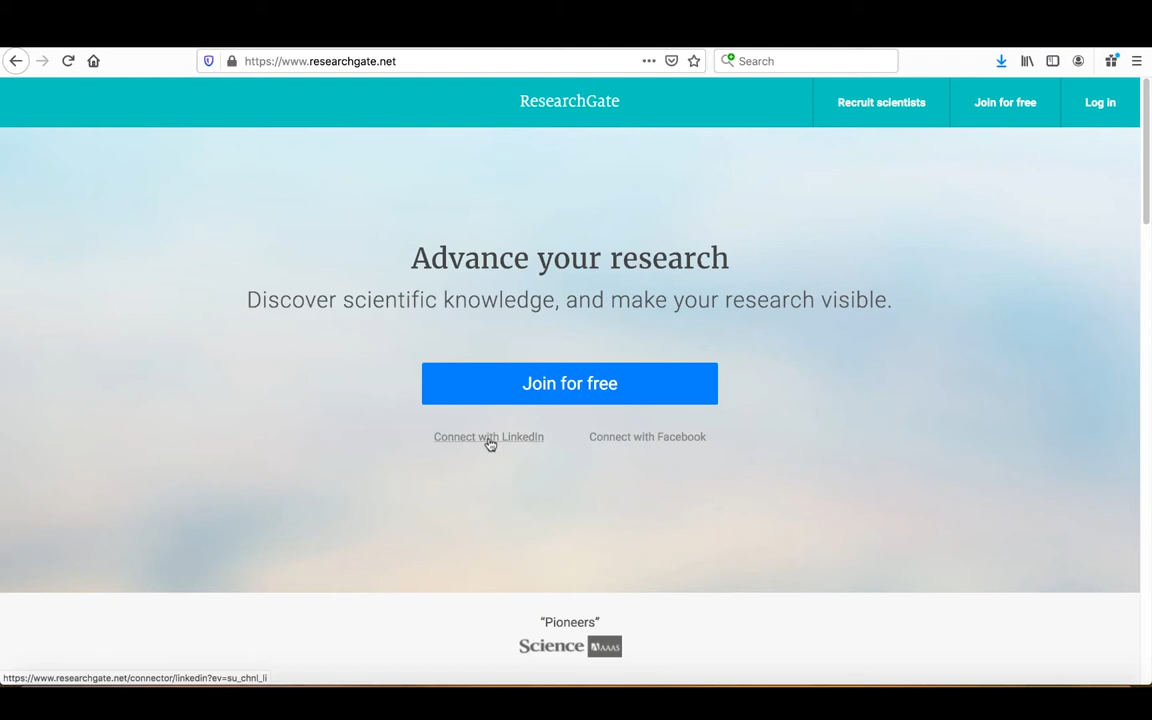 https://www.researchgate.net
Search
ResearchGate
Recruit scientists
Join for free
Log in
Advance your research
Discover scientific knowledge, and make your research visible.
Join for free
Connect with LinkedIn
Connect with Facebook
“Pioneers”
Science AAAS
https://www.researchgate.net/connector/linkedin?ev=su_chnl_li